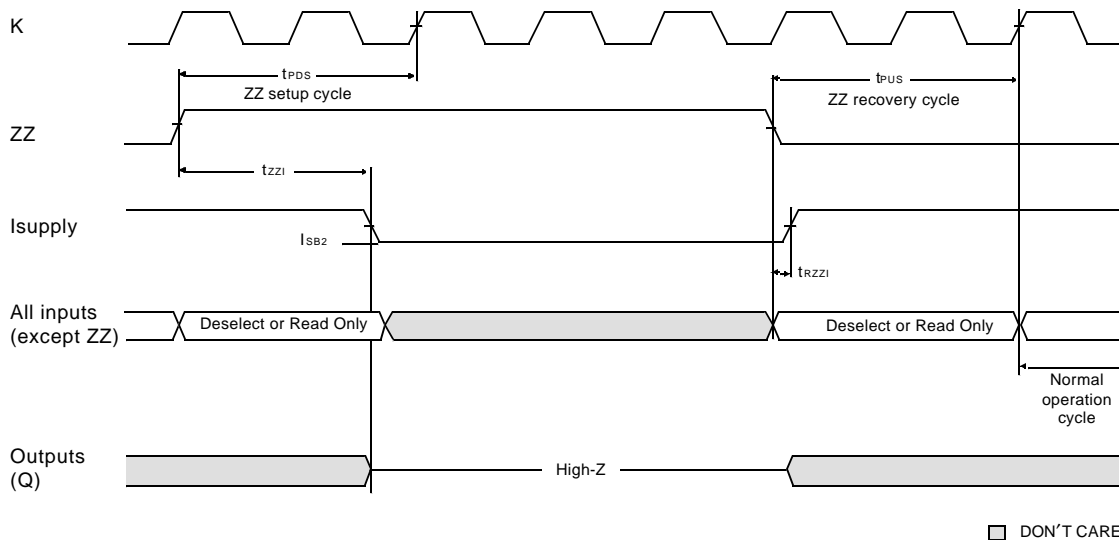 K
tPDS
ZZ setup cycle
tPUS
ZZ recovery cycle
ZZ
tZZI
Isupply
ISB2
tRZZI
All inputs
(except ZZ)
Deselect or Read Only
Deselect or Read Only
Normal
operation
cycle
Outputs
(Q)
High-Z
DON'T CARE